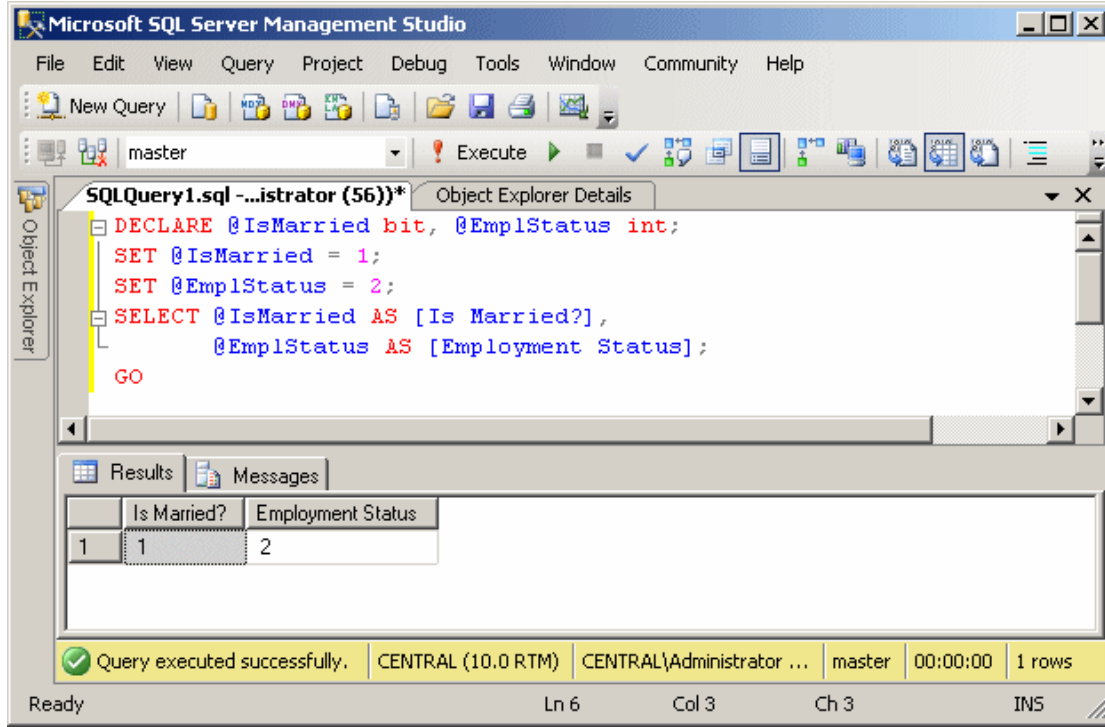 Microsoft SQL Server Management Studio
File Edit View Query Project Debug Tools Window Community Help
New Query
master Execute
SQLQuery1.sql -...istrator (56))* Object Explorer Details
Object Explorer
DECLARE @IsMarried bit, @EmplStatus int;
SET @IsMarried = 1;
SET @EmplStatus = 2;
SELECT @IsMarried AS [Is Married?],
@EmplStatus AS [Employment Status];
GO
Results Messages
Is Married? Employment Status
1 1 2
Query executed successfully. CENTRAL (10.0 RTM) CENTRAL\Administrator ... master 00:00:00 1 rows
Ready Ln 6 Col 3 Ch 3 INS